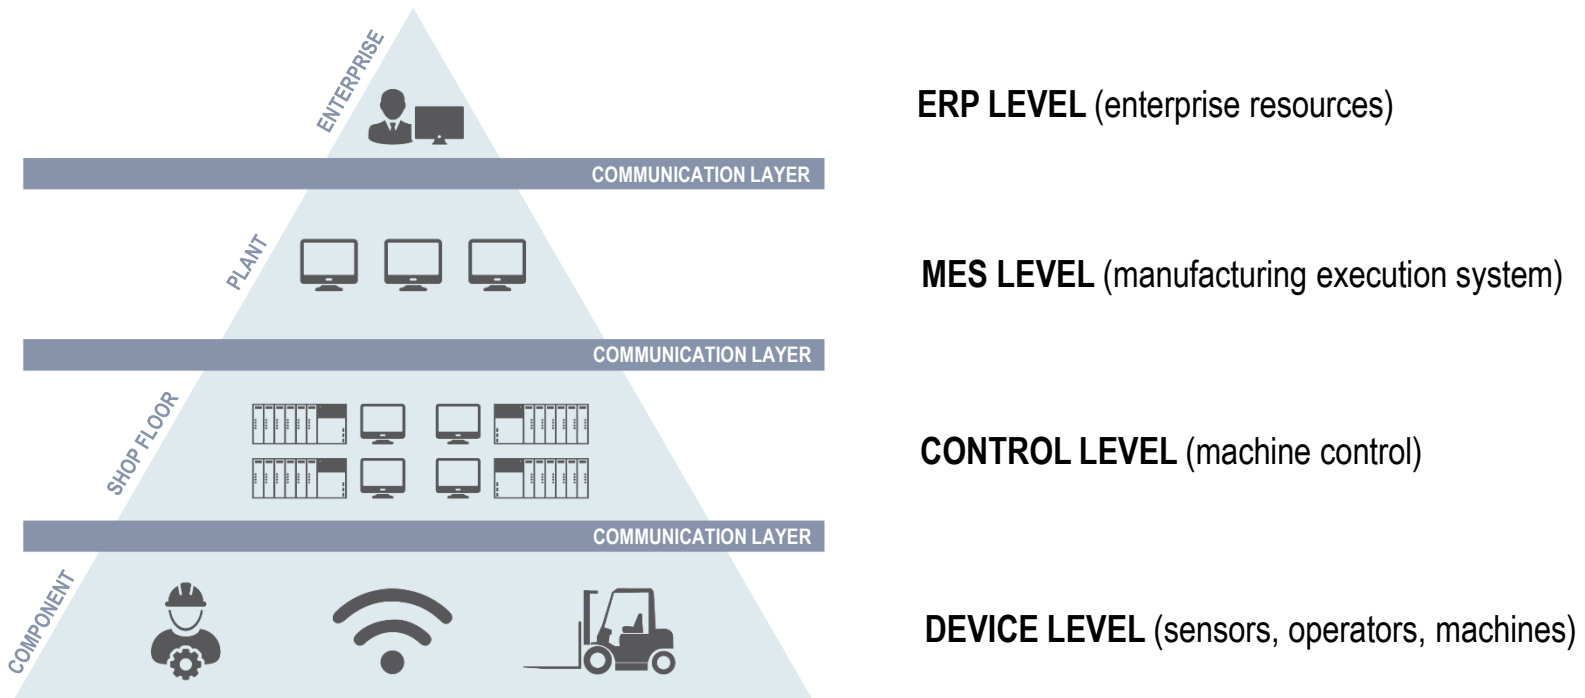 ENTERPRISE
ERP LEVEL (enterprise resources)
COMMUNICATION LAYER
PLANT
MES LEVEL (manufacturing execution system)
COMMUNICATION LAYER
SHOP FLOOR
CONTROL LEVEL (machine control)
COMMUNICATION LAYER
COMPONENT
DEVICE LEVEL (sensors, operators, machines)